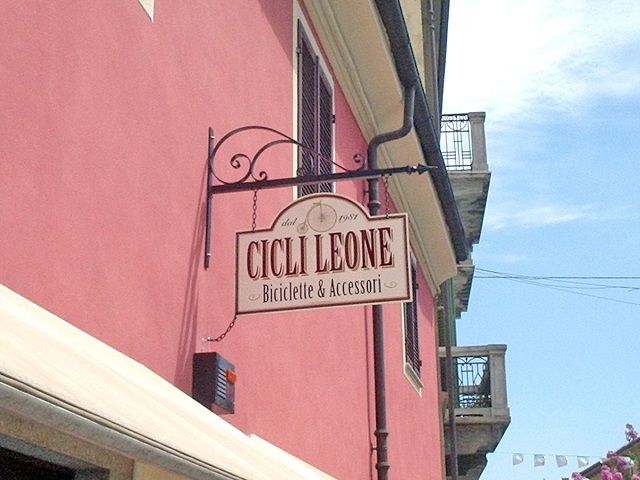 dal 1981
CICLI LEONE
Biciclette & Accessori